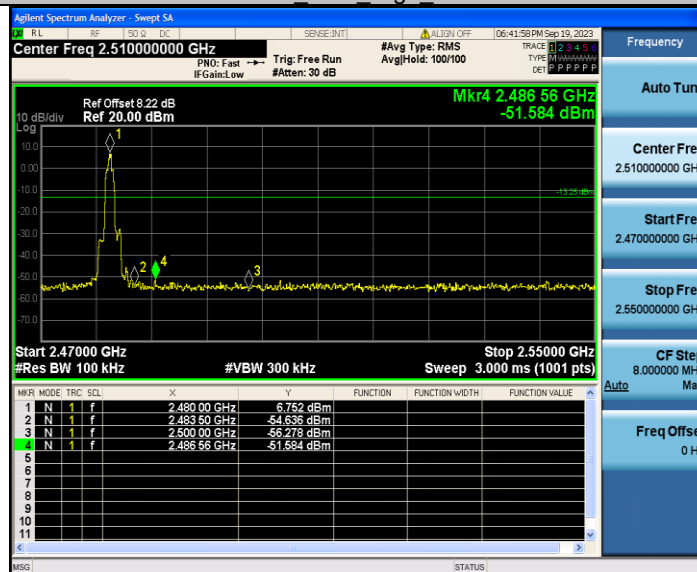 Agilent Spectrum Analyzer - Swept SA
RL RF 50 Ω DC SENSE:INT ALIGN OFF 06:41:58 PM Sep 19, 2023
Center Freq 2.510000000 GHz
PNO: Fast
IFGain:Low
Trig: Free Run
#Atten: 30 dB
#Avg Type: RMS
Avg|Hold: 100/100
TRACE 1 2 3 4 5 6
TYPE M
DET P P P P P P
Frequency
Auto Tun
Center Fre
2.510000000 GH
Start Fre
2.470000000 GH
Stop Fre
2.550000000 GH
CF Ste
8.000000 MH
Auto Ma
Freq Offse
0 H
Mkr4 2.486 56 GHz
-51.584 dBm
Ref Offset 8.22 dB
10 dB/div Ref 20.00 dBm
Log
10.0
0.00
-10.0
-20.0
-30.0
-40.0
-50.0
-60.0
-70.0
1
2
4
3
-13.25 dBm
Start 2.47000 GHz Stop 2.55000 GHz
#Res BW 100 kHz #VBW 300 kHz Sweep 3.000 ms (1001 pts)
MKR MODE TRC SCL X Y FUNCTION FUNCTION WIDTH FUNCTION VALUE
1 N 1 f 2.480 00 GHz 6.752 dBm
2 N 1 f 2.483 50 GHz -54.636 dBm
3 N 1 f 2.500 00 GHz -56.278 dBm
4 N 1 f 2.486 56 GHz -51.584 dBm
5
6
7
8
9
10
11
MSG STATUS